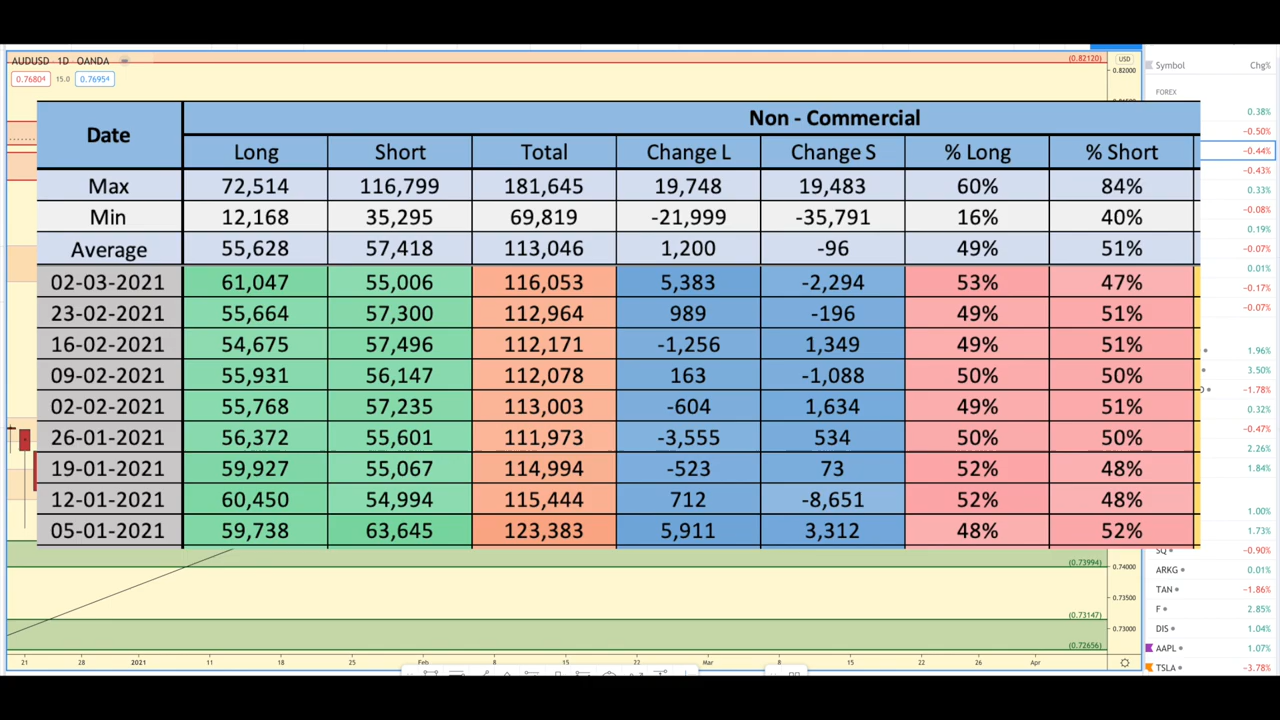 AUDUSD 1D OANDA
0.76804 15.0 0.76954
(0.82120)
USD
0.82000
Symbol Chg%
FOREX
Date Non - Commercial
Long Short Total Change L Change S % Long % Short
Max 72,514 116,799 181,645 19,748 19,483 60% 84%
Min 12,168 35,295 69,819 -21,999 -35,791 16% 40%
Average 55,628 57,418 113,046 1,200 -96 49% 51%
02-03-2021 61,047 55,006 116,053 5,383 -2,294 53% 47%
23-02-2021 55,664 57,300 112,964 989 -196 49% 51%
16-02-2021 54,675 57,496 112,171 -1,256 1,349 49% 51%
09-02-2021 55,931 56,147 112,078 163 -1,088 50% 50%
02-02-2021 55,768 57,235 113,003 -604 1,634 49% 51%
26-01-2021 56,372 55,601 111,973 -3,555 534 50% 50%
19-01-2021 59,927 55,067 114,994 -523 73 52% 48%
12-01-2021 60,450 54,994 115,444 712 -8,651 52% 48%
05-01-2021 59,738 63,645 123,383 5,911 3,312 48% 52%
0.38%
-0.50%
-0.44%
-0.43%
0.33%
-0.08%
0.19%
-0.07%
0.01%
-0.17%
-0.07%
1.96%
3.50%
-1.78%
0.32%
-0.47%
2.26%
1.84%
1.00%
1.73%
SQ -0.90%
ARKG 0.01%
TAN -1.86%
F 2.85%
DIS 1.04%
AAPL 1.07%
TSLA -3.78%
(0.73994)
0.74000
0.73500
(0.73147)
0.73000
(0.72656)
21 28 2021 11 18 25 Feb 8 15 22 Mar 8 15 22 26 Apr